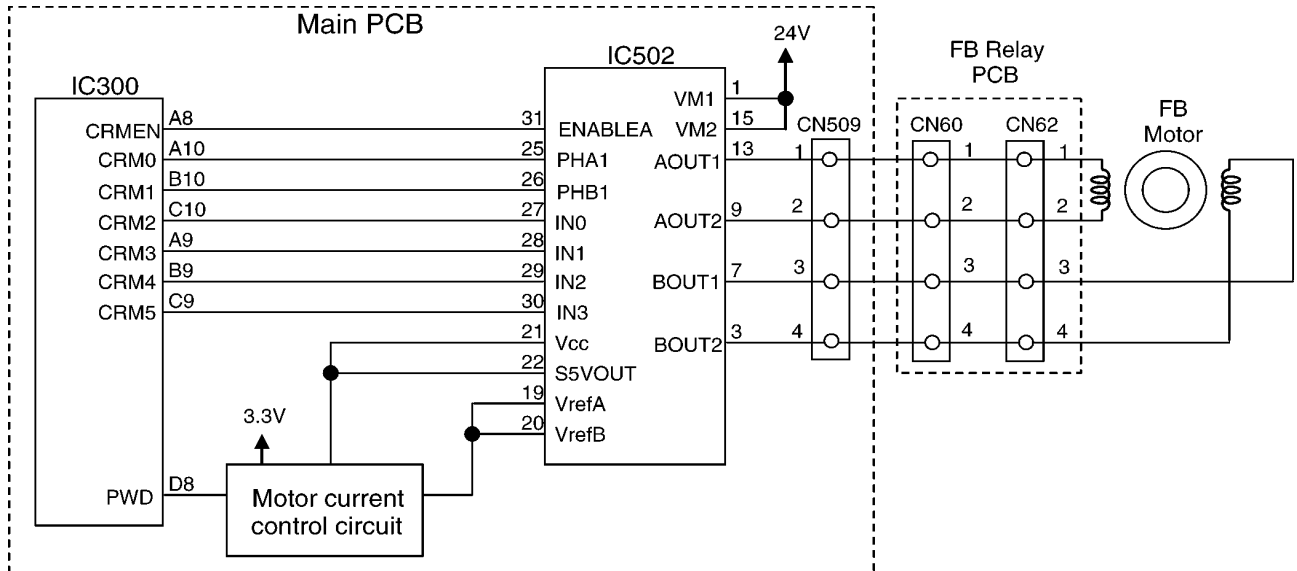 Main PCB
24V
IC502
FB Relay
PCB
IC300
1
VM1
FB
Motor
CRMEN
A8
31
ENABLEA
VM2
15
CN509
CN60
CN62
CRM0
A10
25
PHA1
AOUT1
13
1
1
1
CRM1
B10
26
PHB1
CRM2
C10
27
IN0
AOUT2
9
2
2
2
CRM3
A9
28
IN1
CRM4
B9
29
IN2
BOUT1
7
3
3
3
CRM5
C9
30
IN3
21
Vcc
BOUT2
3
4
4
4
22
S5VOUT
19
VrefA
3.3V
20
VrefB
PWD
D8
Motor current
control circuit